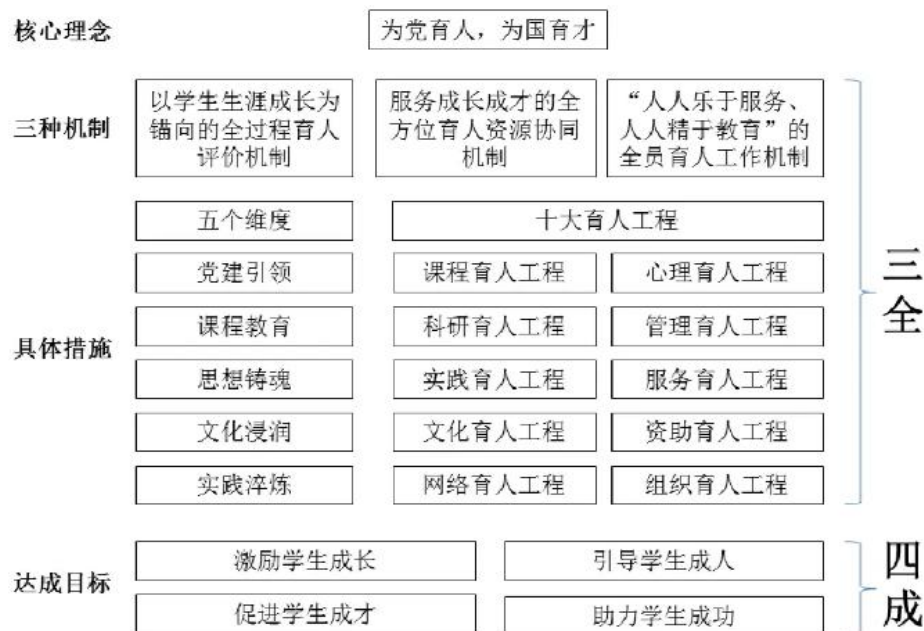 核心理念
为党育人，为国育才
三种机制
以学生生涯成长为
锚向的全过程育人
评价机制
服务成长成才的全
方位育人资源协同
机制
“人人乐于服务、
人人精于教育”的
全员育人工作机制
具体措施
五个维度
十大育人工程
党建引领
课程育人工程
心理育人工程
课程教育
科研育人工程
管理育人工程
思想铸魂
实践育人工程
服务育人工程
文化浸润
文化育人工程
资助育人工程
实践淬炼
网络育人工程
组织育人工程
三
全
达成目标
激励学生成长
引导学生成人
促进学生成才
助力学生成功
四
成